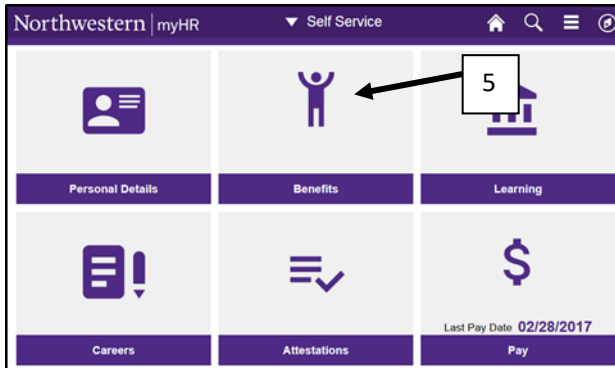 Northwestern | myHR
Self Service
5
Personal Details
Benefits
Learning
Last Pay Date 02/28/2017
Careers
Attestations
Pay